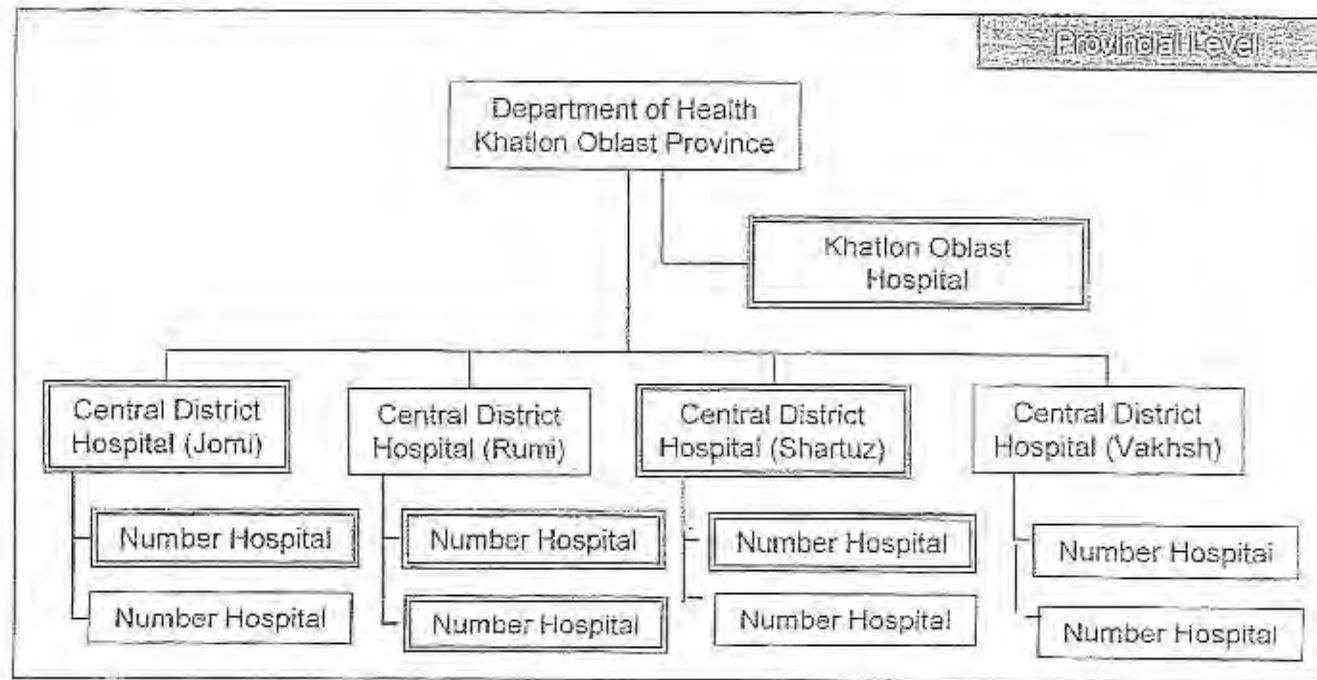 Provincial Level
Department of Health
Khatlon Oblast Province
Khatlon Oblast
Hospital
Central District
Hospital (Jomi)
Central District
Hospital (Rumi)
Central District
Hospital (Shartuz)
Central District
Hospital (Vakhsh)
Number Hospital
Number Hospital
Number Hospital
Number Hospital
Number Hospital
Number Hospital
Number Hospital
Number Hospital